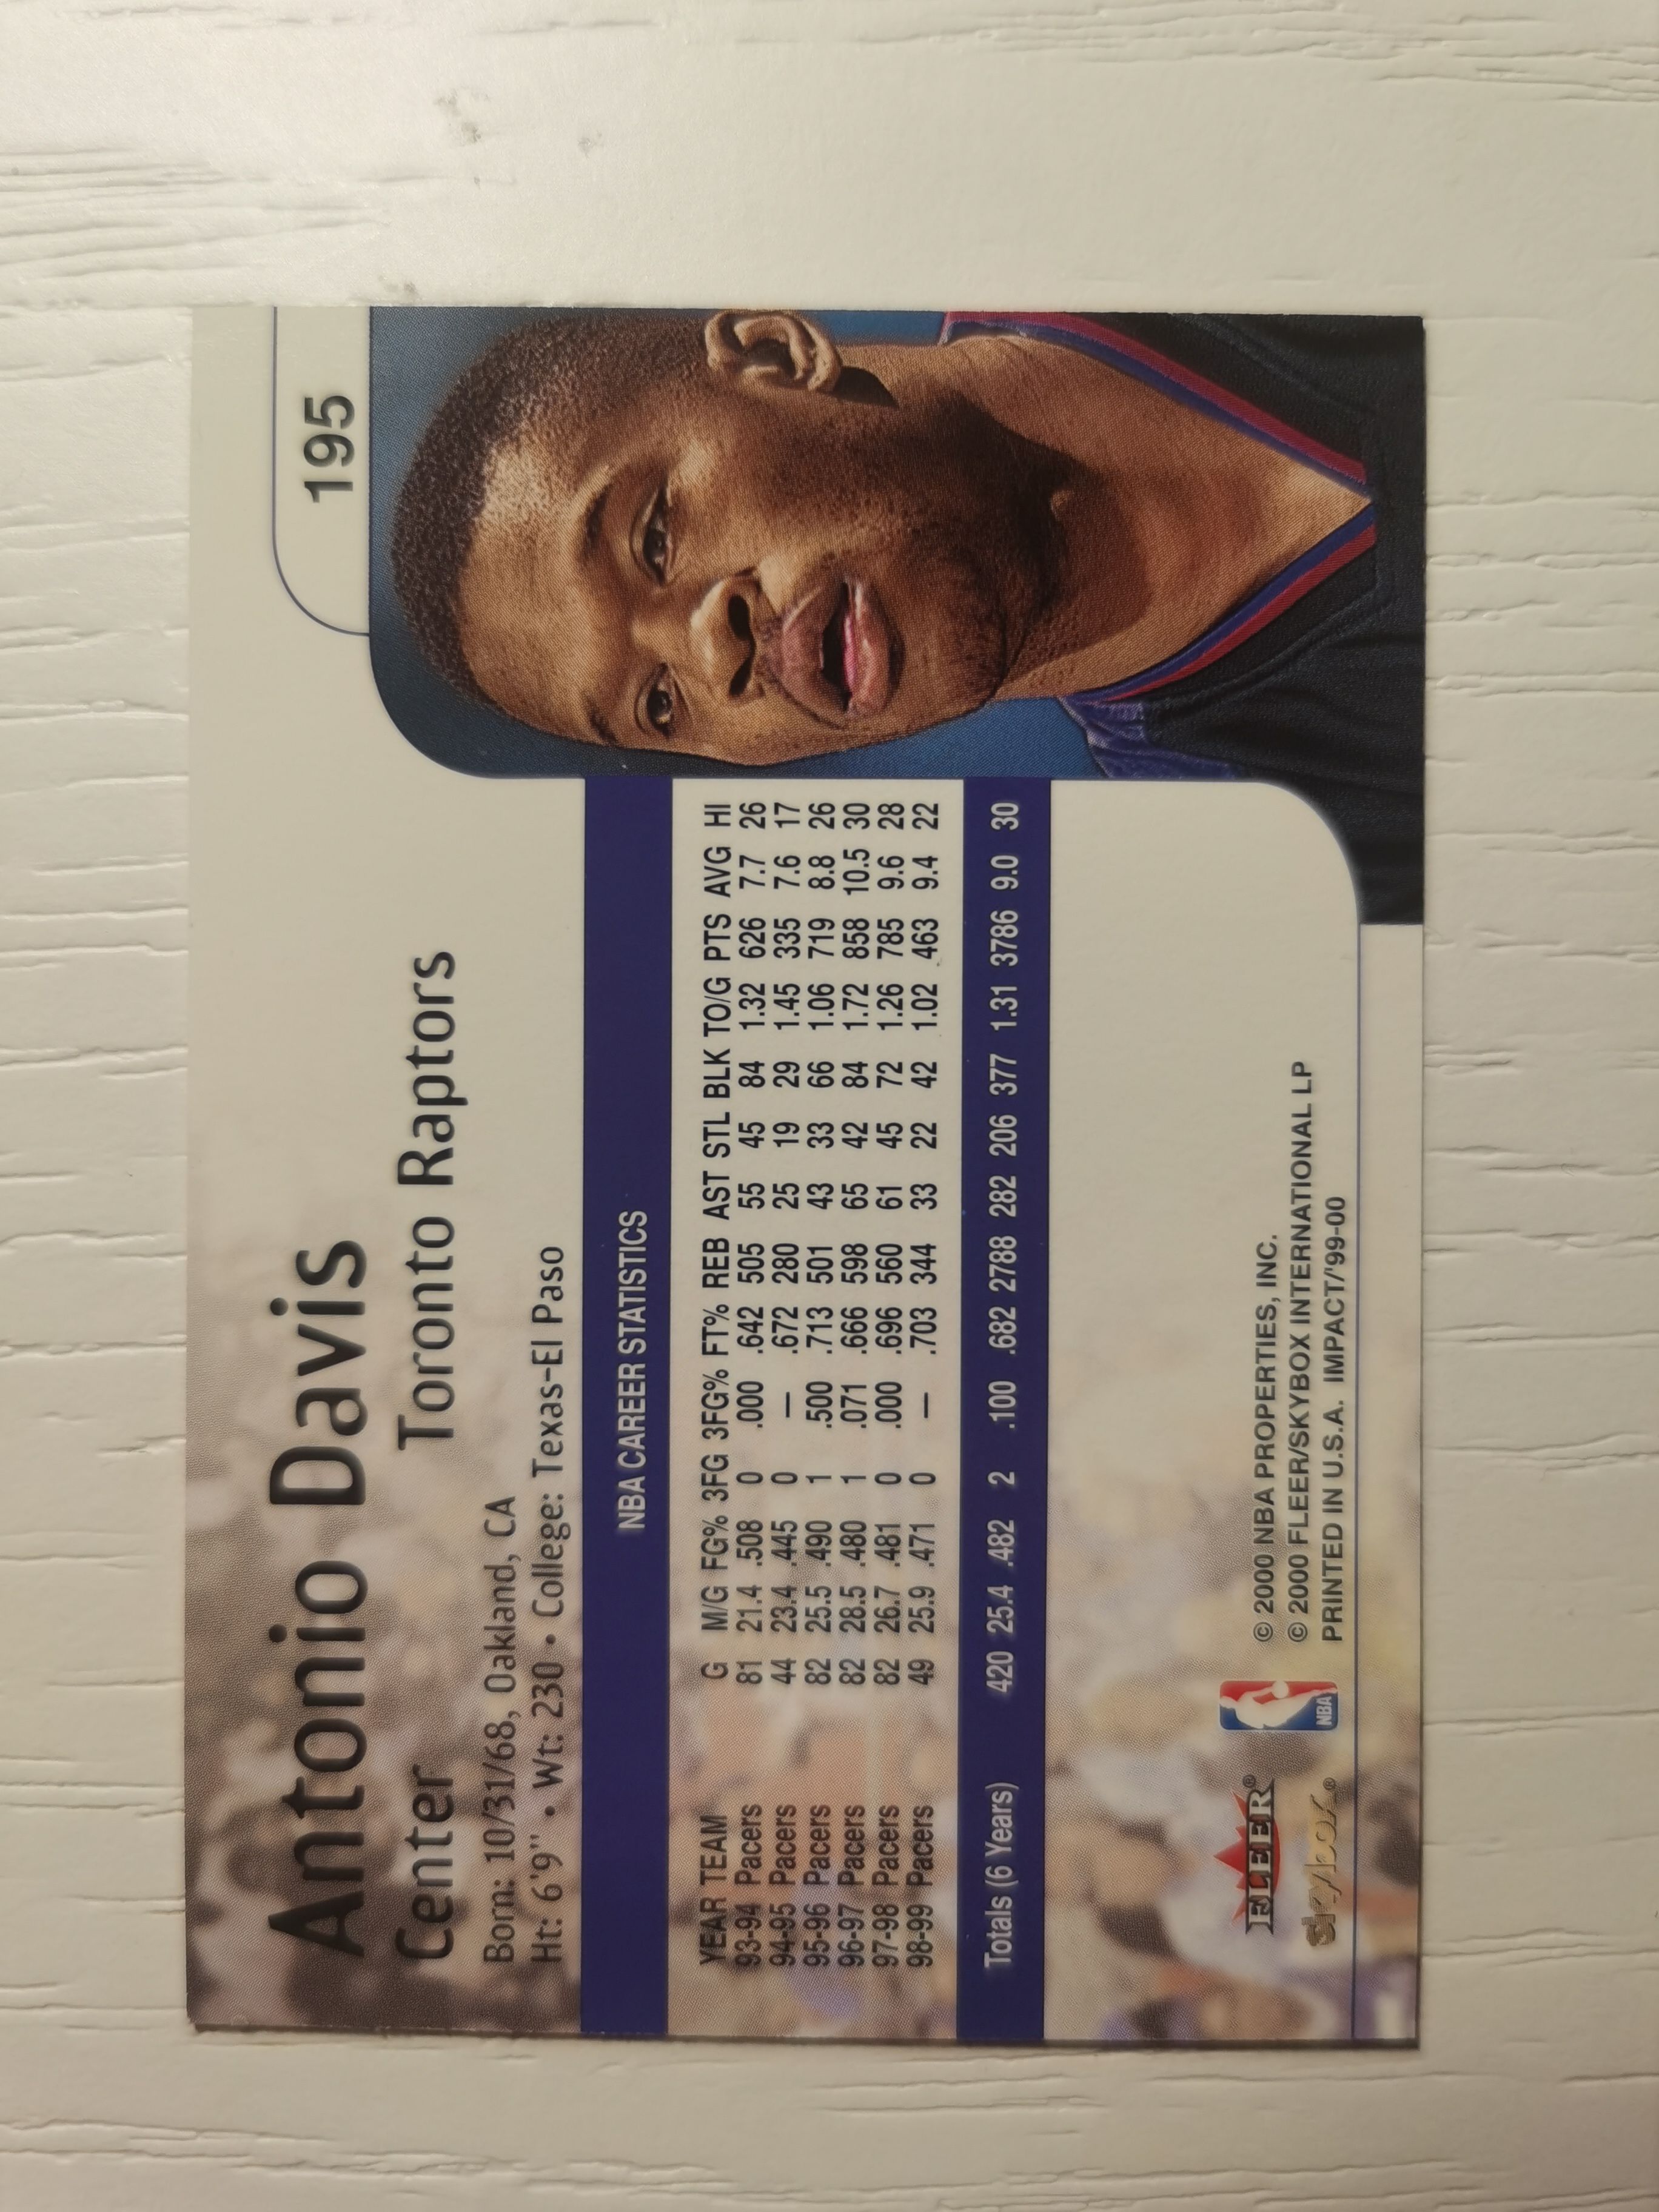 195
Antonio Davis
Center Toronto Raptors
Born: 10/31/68, Oakland, CA
Ht: 6'9" • Wt: 230 • College: Texas-El Paso
NBA CAREER STATISTICS
YEAR TEAM G M/G FG% 3FG 3FG% FT% REB AST STL BLK TO/G PTS AVG HI
93-94 Pacers 81 21.4 .508 0 .000 .642 505 55 45 84 1.32 626 7.7 26
94-95 Pacers 44 23.4 .445 0 — .672 280 25 19 29 1.45 335 7.6 17
95-96 Pacers 82 25.5 .490 1 .500 .713 501 43 33 66 1.06 719 8.8 26
96-97 Pacers 82 28.5 .480 1 .071 .666 598 65 42 84 1.72 858 10.5 30
97-98 Pacers 82 26.7 .481 0 .000 .696 560 61 45 72 1.26 785 9.6 28
98-99 Pacers 49 25.9 .471 0 — .703 344 33 22 42 1.02 463 9.4 22
Totals (6 Years) 420 25.4 .482 2 .100 .682 2788 282 206 377 1.31 3786 9.0 30
FLEER®
skybox®
NBA
© 2000 NBA PROPERTIES, INC.
© 2000 FLEER/SKYBOX INTERNATIONAL LP
PRINTED IN U.S.A. IMPACT/'99-00